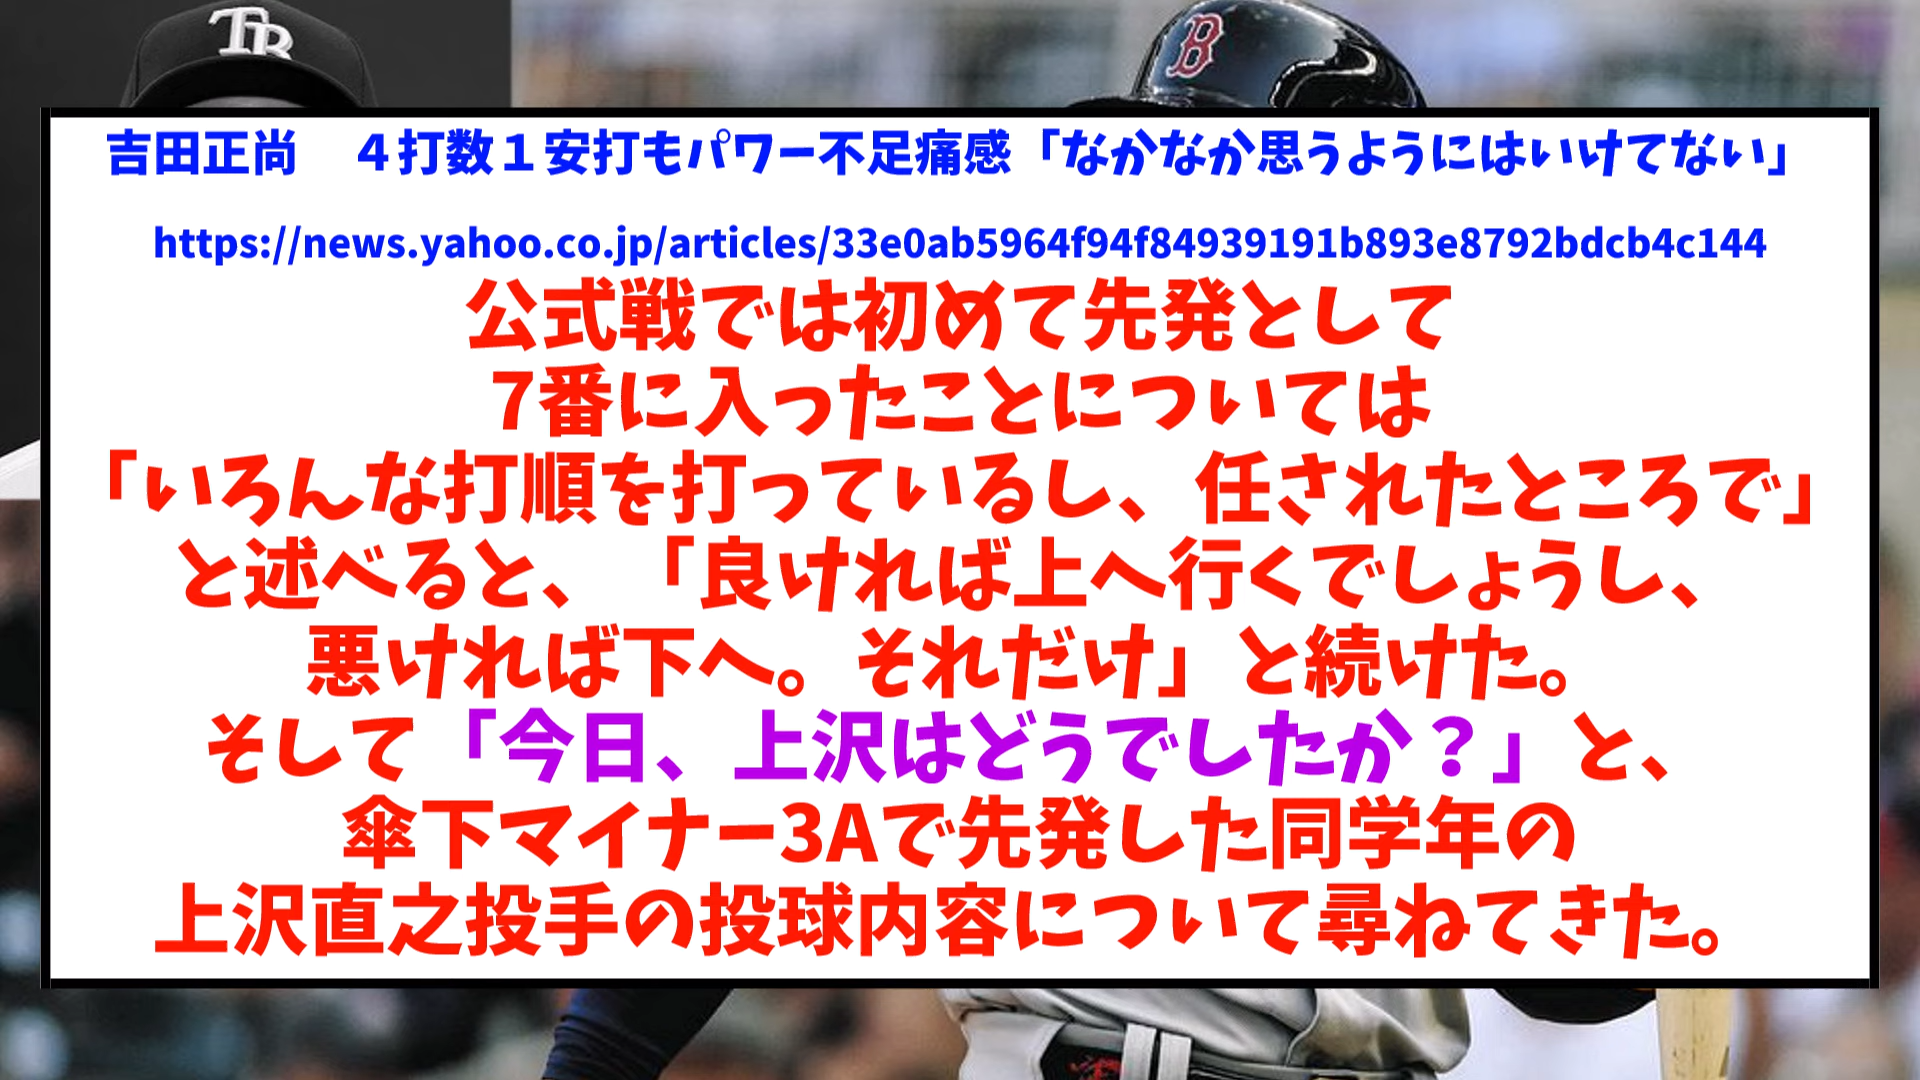 TB
B
吉田正尚　４打数１安打もパワー不足痛感「なかなか思うようにはいけてない」
https://news.yahoo.co.jp/articles/33e0ab5964f94f84939191b893e8792bdcb4c144
公式戦では初めて先発として
7番に入ったことについては
「いろんな打順を打っているし、任されたところで」
と述べると、「良ければ上へ行くでしょうし、
悪ければ下へ。それだけ」と続けた。
そして「今日、上沢はどうでしたか？」と、
傘下マイナー3Aで先発した同学年の
上沢直之投手の投球内容について尋ねてきた。